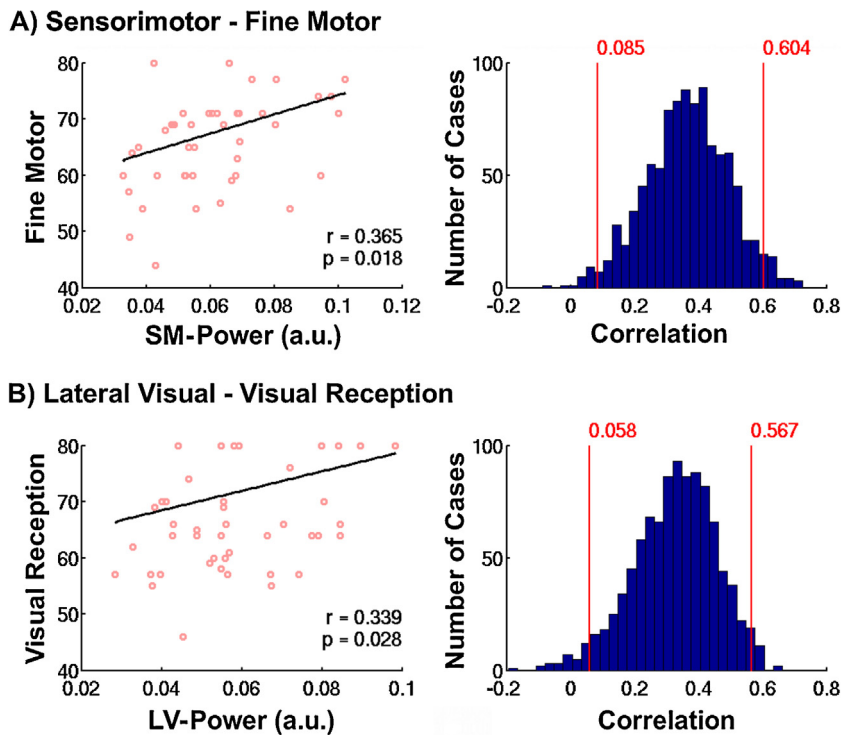 A) Sensorimotor - Fine Motor
80
70
60
50
40
Fine Motor
r = 0.365
p = 0.018
0.02 0.04 0.06 0.08 0.1 0.12
SM-Power (a.u.)
0.085 0.604
100
50
0
Number of Cases
-0.2 0 0.2 0.4 0.6 0.8
Correlation
B) Lateral Visual - Visual Reception
80
70
60
50
40
Visual Reception
r = 0.339
p = 0.028
0.02 0.04 0.06 0.08 0.1
LV-Power (a.u.)
0.058 0.567
100
50
0
Number of Cases
-0.2 0 0.2 0.4 0.6 0.8
Correlation